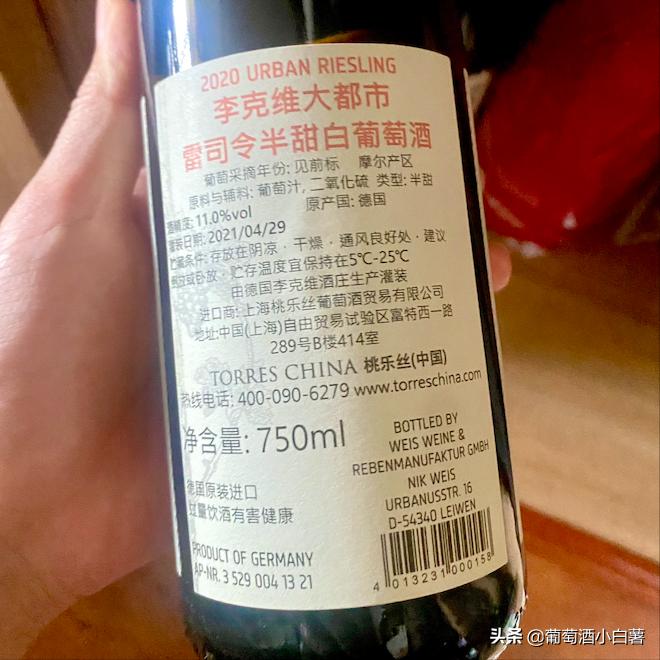 2020 URBAN RIESLING
李克维大都市
雷司令半甜白葡萄酒
葡萄采摘年份: 见前标 摩尔产区
原料与辅料: 葡萄汁, 二氧化硫 类型: 半甜
酒精度: 11.0%vol 原产国: 德国
灌装日期: 2021/04/29
贮藏条件: 存放在阴凉·干燥·通风良好处·建议
倒放或卧放·贮存温度宜保持在5℃-25℃
由德国李克维酒庄生产灌装
进口商: 上海桃乐丝葡萄酒贸易有限公司
地址:中国(上海)自由贸易试验区富特西一路
289号B楼414室
TORRES CHINA 桃乐丝(中国)
热线电话: 400-090-6279 www.torreschina.com
净含量: 750ml
德国原装进口
过量饮酒有害健康
PRODUCT OF GERMANY
AP-NR. 3 529 004 13 21
BOTTLED BY
WEIS WEINE &
REBENMANUFAKTUR GMBH
NIK WEIS
URBANUSSTR. 16
D-54340 LEIWEN
4 013231 000158
头条 @葡萄酒小白薯